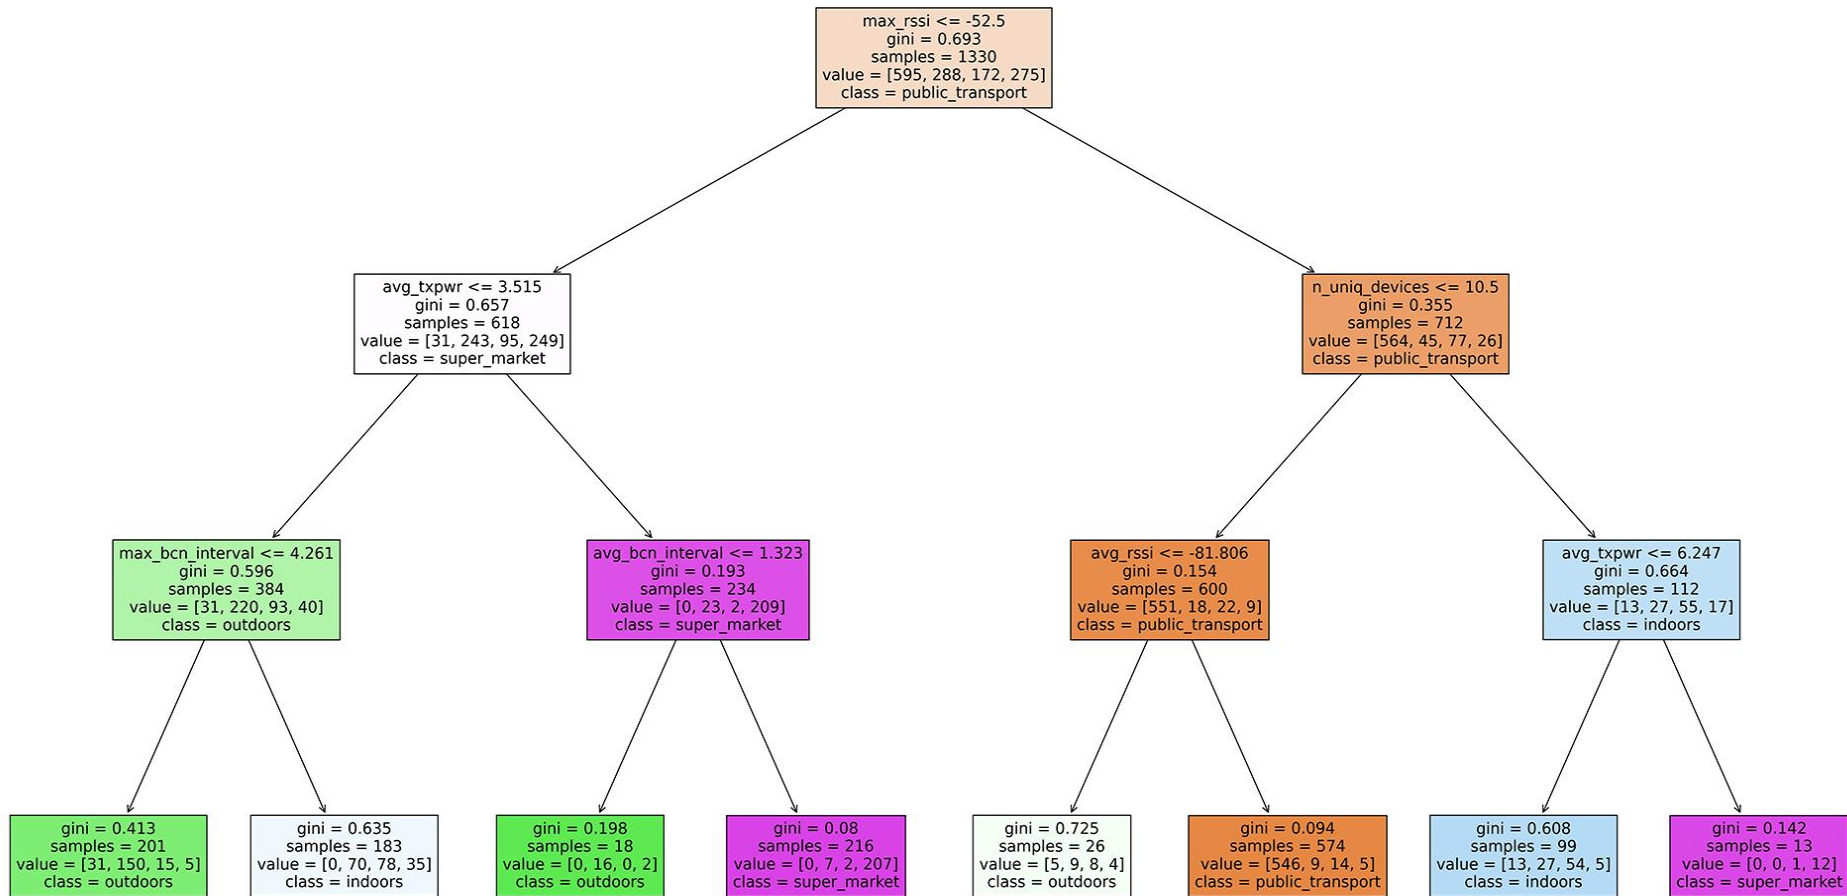 max_rssi <= -52.5
gini = 0.693
samples = 1330
value = [595, 288, 172, 275]
class = public_transport
avg_txpwr <= 3.515
gini = 0.657
samples = 618
value = [31, 243, 95, 249]
class = super_market
n_uniq_devices <= 10.5
gini = 0.355
samples = 712
value = [564, 45, 77, 26]
class = public_transport
max_bcn_interval <= 4.261
gini = 0.596
samples = 384
value = [31, 220, 93, 40]
class = outdoors
avg_bcn_interval <= 1.323
gini = 0.193
samples = 234
value = [0, 23, 2, 209]
class = super_market
avg_rssi <= -81.806
gini = 0.154
samples = 600
value = [551, 18, 22, 9]
class = public_transport
avg_txpwr <= 6.247
gini = 0.664
samples = 112
value = [13, 27, 55, 17]
class = indoors
gini = 0.413
samples = 201
value = [31, 150, 15, 5]
class = outdoors
gini = 0.635
samples = 183
value = [0, 70, 78, 35]
class = indoors
gini = 0.198
samples = 18
value = [0, 16, 0, 2]
class = outdoors
gini = 0.08
samples = 216
value = [0, 7, 2, 207]
class = super_market
gini = 0.725
samples = 26
value = [5, 9, 8, 4]
class = outdoors
gini = 0.094
samples = 574
value = [546, 9, 14, 5]
class = public_transport
gini = 0.608
samples = 99
value = [13, 27, 54, 5]
class = indoors
gini = 0.142
samples = 13
value = [0, 0, 1, 12]
class = super_market